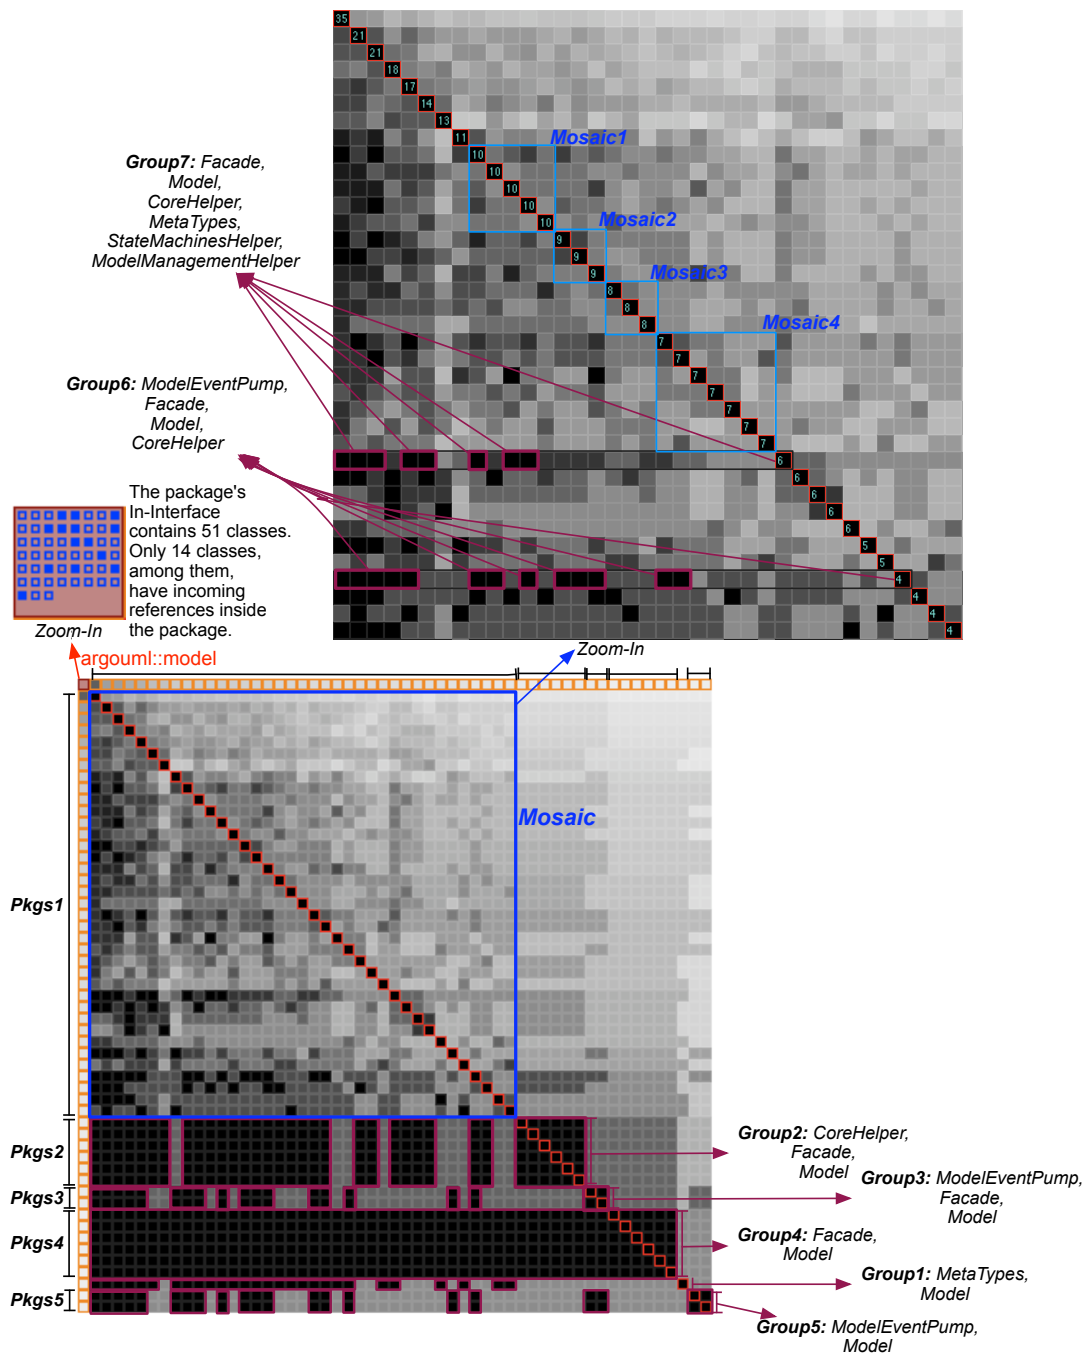 35
21
21
18
17
14
13
11
Mosaic1
10
Group7: Facade,
Model,
CoreHelper,
MetaTypes,
StateMachinesHelper,
ModelManagementHelper
10
10
10
10
Mosaic2
9
9
9
Mosaic3
8
8
8
Mosaic4
7
7
7
7
7
7
7
Group6: ModelEventPump,
Facade,
Model,
CoreHelper
6
6
6
6
6
5
5
4
4
4
4
The package's
In-Interface
contains 51 classes.
Only 14 classes,
among them,
have incoming
references inside
the package.
Zoom-In
Zoom-In
argouml::model
Mosaic
Pkgs1
Pkgs2
Group2: CoreHelper,
Facade,
Model
Pkgs3
Group3: ModelEventPump,
Facade,
Model
Pkgs4
Group4: Facade,
Model
Group1: MetaTypes,
Model
Pkgs5
Group5: ModelEventPump,
Model